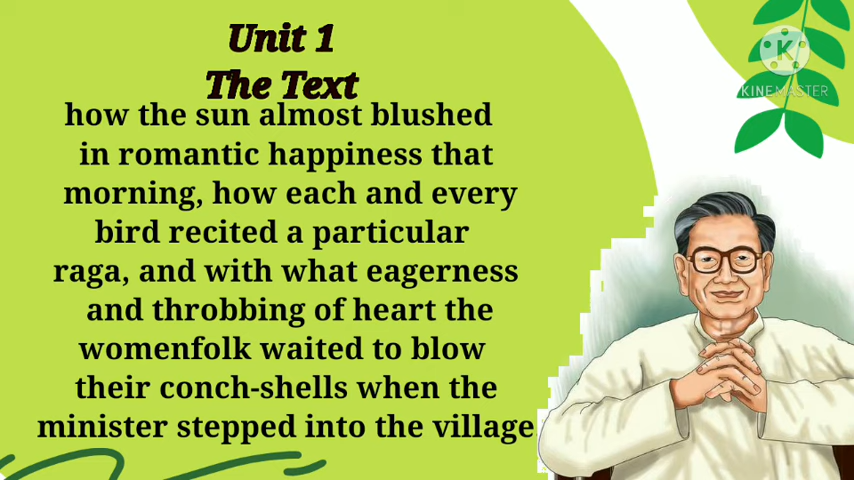 Unit 1
The Text
how the sun almost blushed
in romantic happiness that
morning, how each and every
bird recited a particular
raga, and with what eagerness
and throbbing of heart the
womenfolk waited to blow
their conch-shells when the
minister stepped into the village
K
KINEMASTER